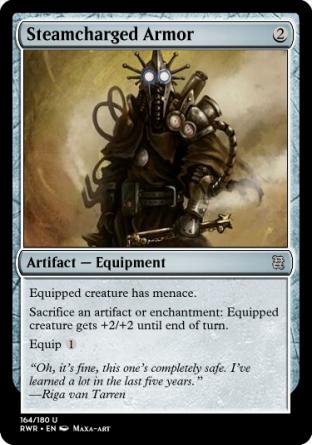 Steamcharged Armor 2
Artifact — Equipment
Equipped creature has menace.
Sacrifice an artifact or enchantment: Equipped
creature gets +2/+2 until end of turn.
Equip 1
“Oh, it’s fine, this one’s completely safe. I’ve
learned a lot in the last five years.”
—Riga van Tarren
164/180 U
RWR • EN Maxa-art